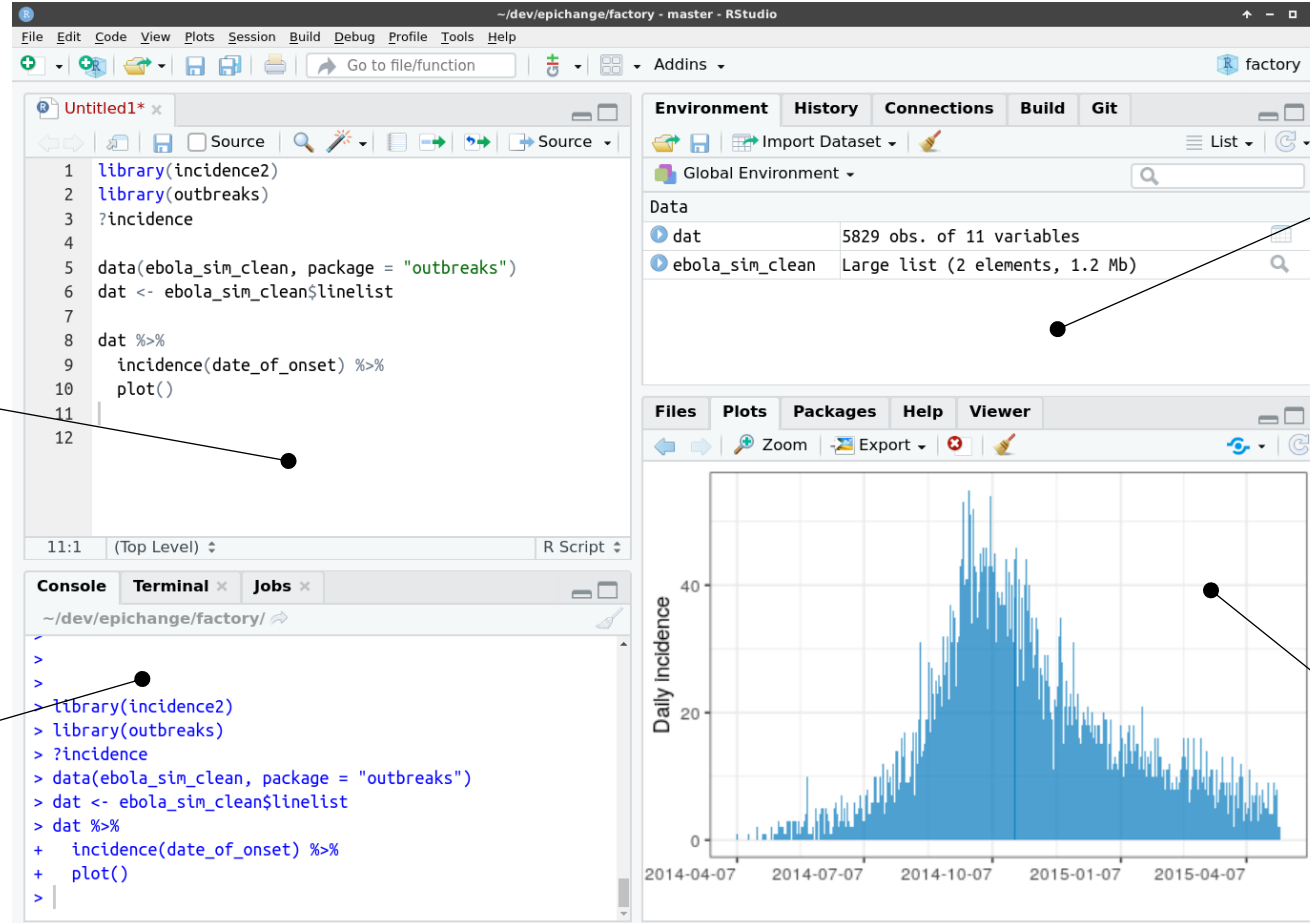 ~/dev/epichange/factory - master - RStudio
File Edit Code View Plots Session Build Debug Profile Tools Help
Go to file/function Addins factory
Untitled1*
Source Source
1 library(incidence2)
2 library(outbreaks)
3 ?incidence
4
5 data(ebola_sim_clean, package = "outbreaks")
6 dat <- ebola_sim_clean$linelist
7
8 dat %>%
9 incidence(date_of_onset) %>%
10 plot()
11
12
11:1 (Top Level) R Script
Console Terminal Jobs
~/dev/epichange/factory/
>
>
>
> library(incidence2)
> library(outbreaks)
> ?incidence
> data(ebola_sim_clean, package = "outbreaks")
> dat <- ebola_sim_clean$linelist
> dat %>%
+ incidence(date_of_onset) %>%
+ plot()
>
Environment History Connections Build Git
Import Dataset List
Global Environment
Data
dat 5829 obs. of 11 variables
ebola_sim_clean Large list (2 elements, 1.2 Mb)
Files Plots Packages Help Viewer
Zoom Export
Daily incidence
40
20
0
2014-04-07 2014-07-07 2014-10-07 2015-01-07 2015-04-07